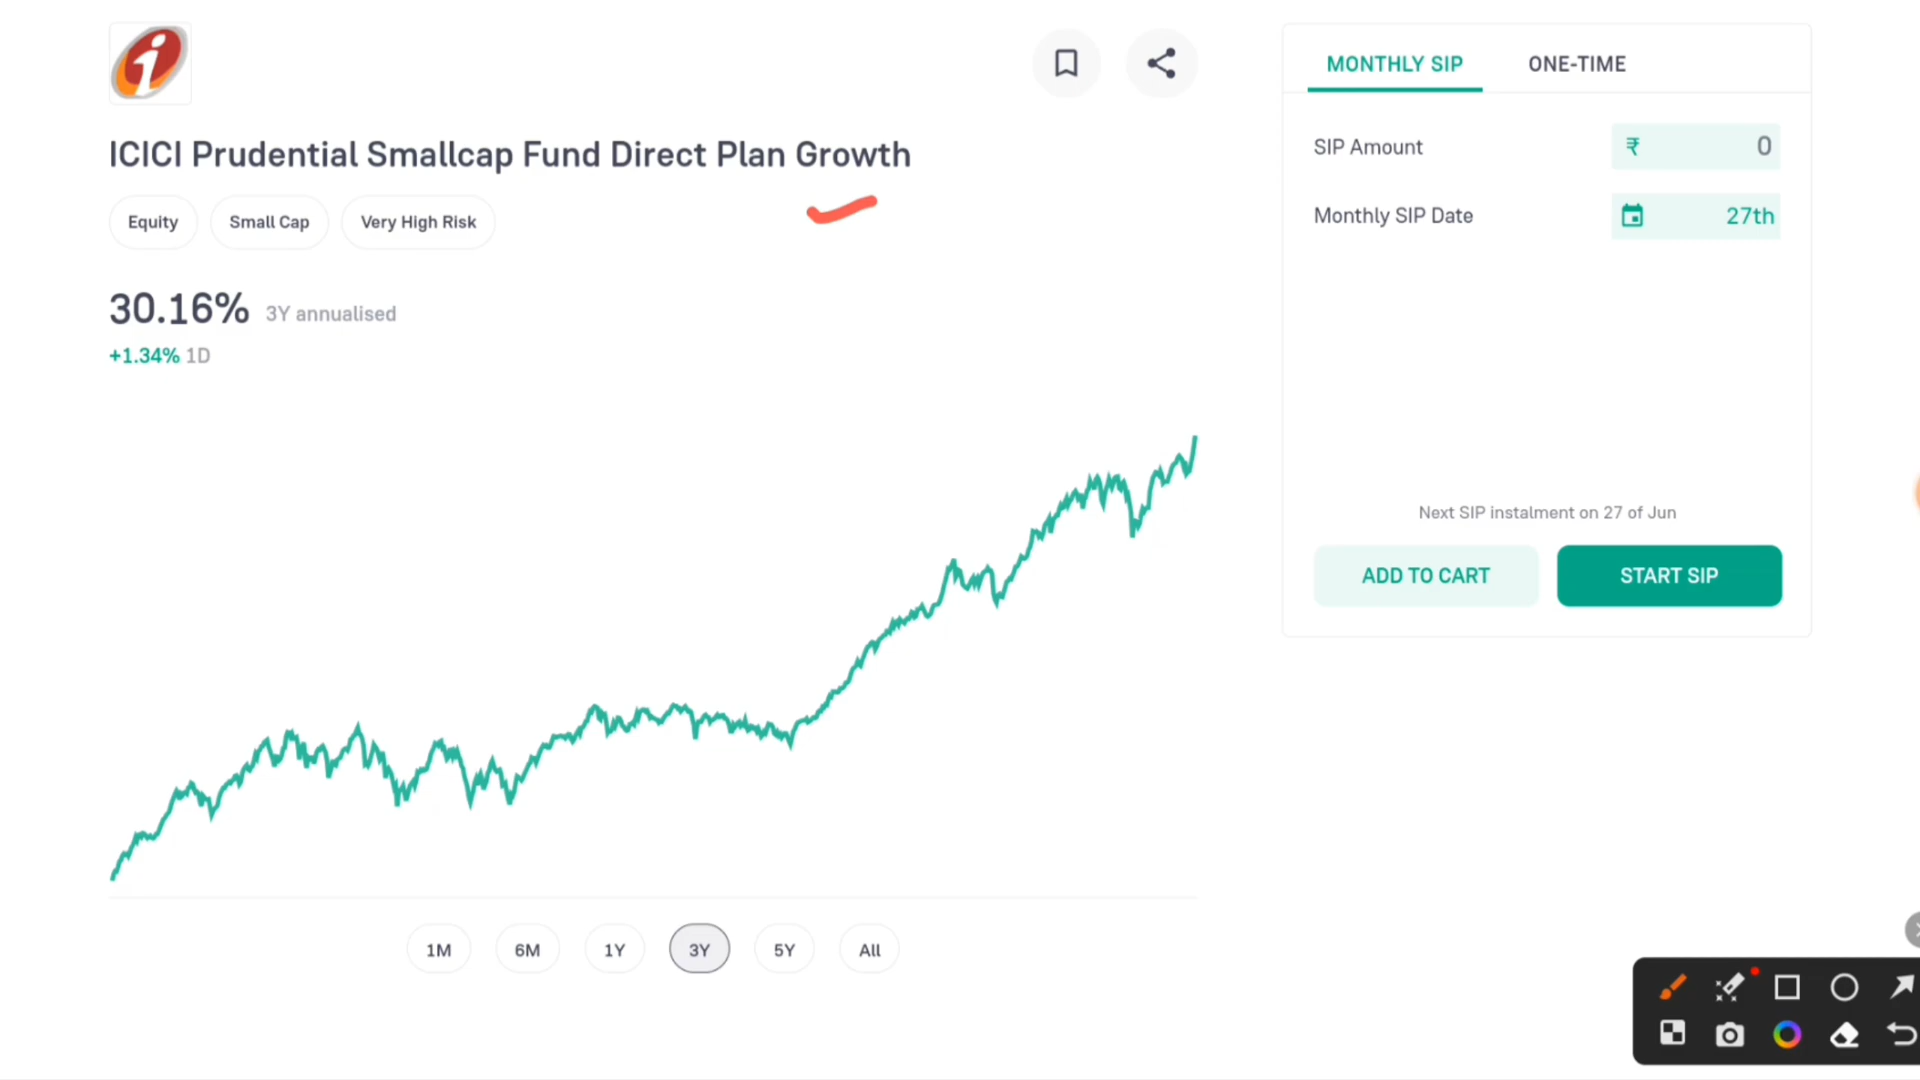 ICICI Prudential Smallcap Fund Direct Plan Growth
Equity
Small Cap
Very High Risk
30.16% 3Y annualised
+1.34% 1D
1M
6M
1Y
3Y
5Y
All
MONTHLY SIP
ONE-TIME
SIP Amount
₹ 0
Monthly SIP Date
27th
Next SIP instalment on 27 of Jun
ADD TO CART
START SIP